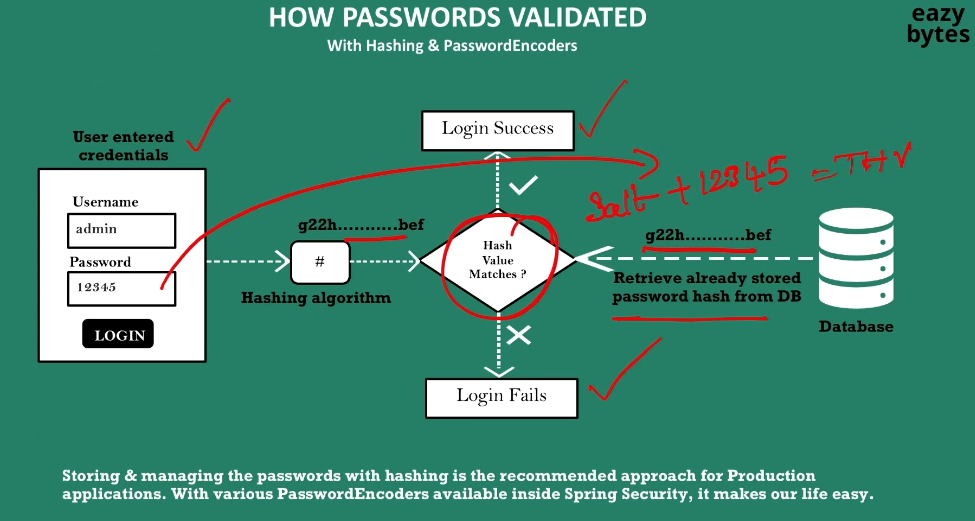 HOW PASSWORDS VALIDATED
With Hashing & PasswordEncoders
eazy
bytes
User entered
credentials
Username
admin
Password
12345
LOGIN
g22h...........bef
#
Hashing algorithm
Login Success
Hash
Value
Matches ?
Login Fails
Salt + 12345 = THV
g22h...........bef
Retrieve already stored
password hash from DB
Database
Storing & managing the passwords with hashing is the recommended approach for Production
applications. With various PasswordEncoders available inside Spring Security, it makes our life easy.